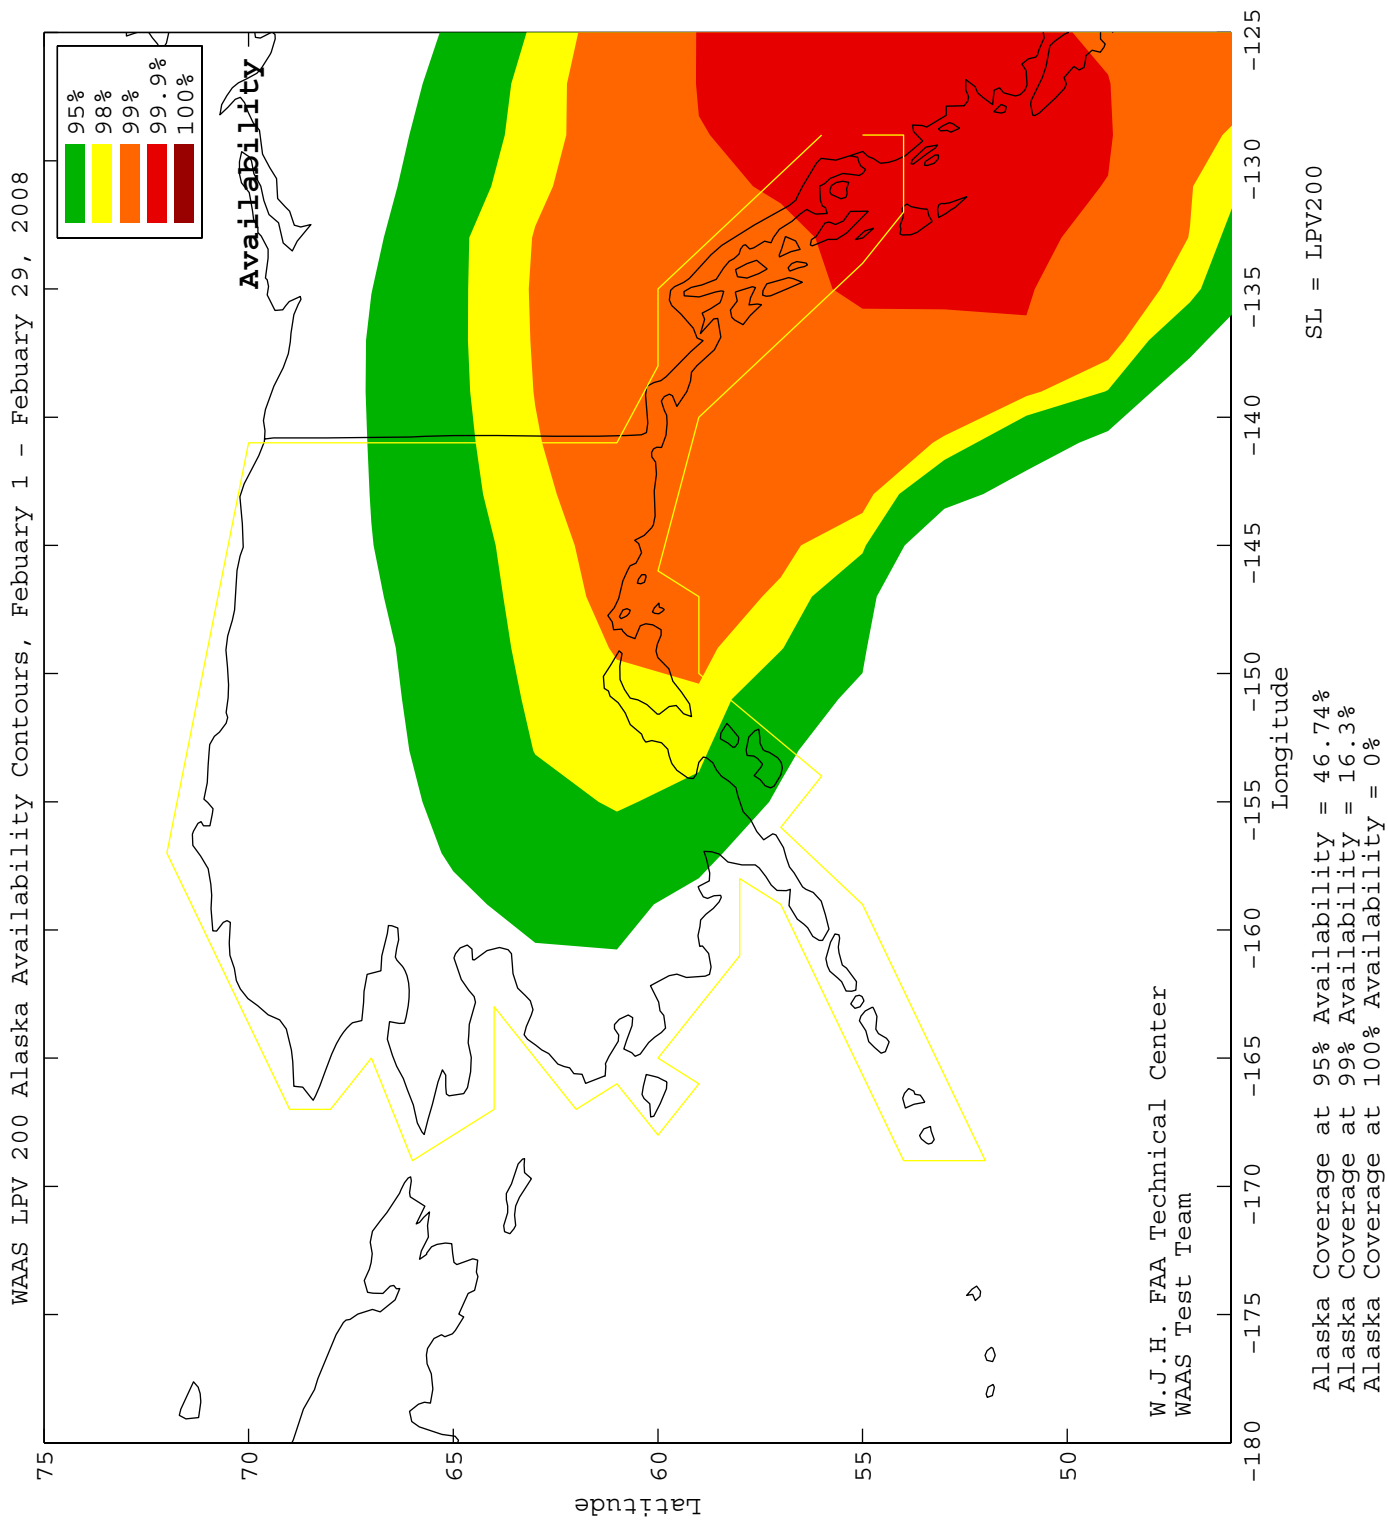 WAAS LPV 200 Alaska Availability Contours, Febuary 1 - Febuary 29, 2008
95%
98%
99%
99.9%
100%
Availability
75
70
65
60
55
50
Latitude
W.J.H. FAA Technical Center
WAAS Test Team
-180
-175
-170
-165
-160
-155
-150
-145
-140
-135
-130
-125
Longitude
SL = LPV200
Alaska Coverage at 95% Availability = 46.74%
Alaska Coverage at 99% Availability = 16.3%
Alaska Coverage at 100% Availability = 0%